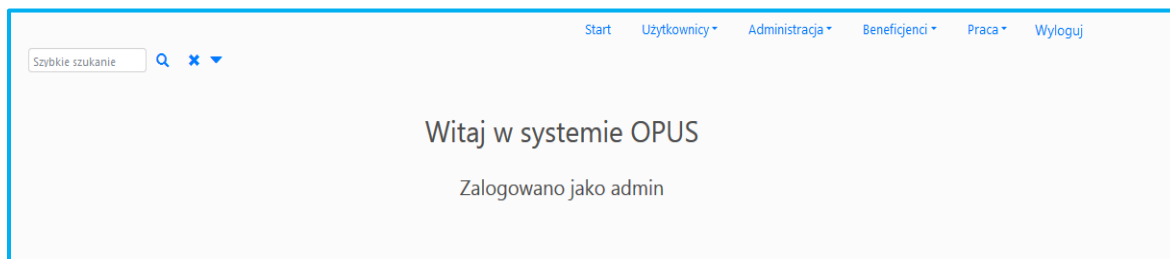 Start Użytkownicy Administracja Beneficjenci Praca Wyloguj
Szybkie szukanie
Witaj w systemie OPUS
Zalogowano jako admin